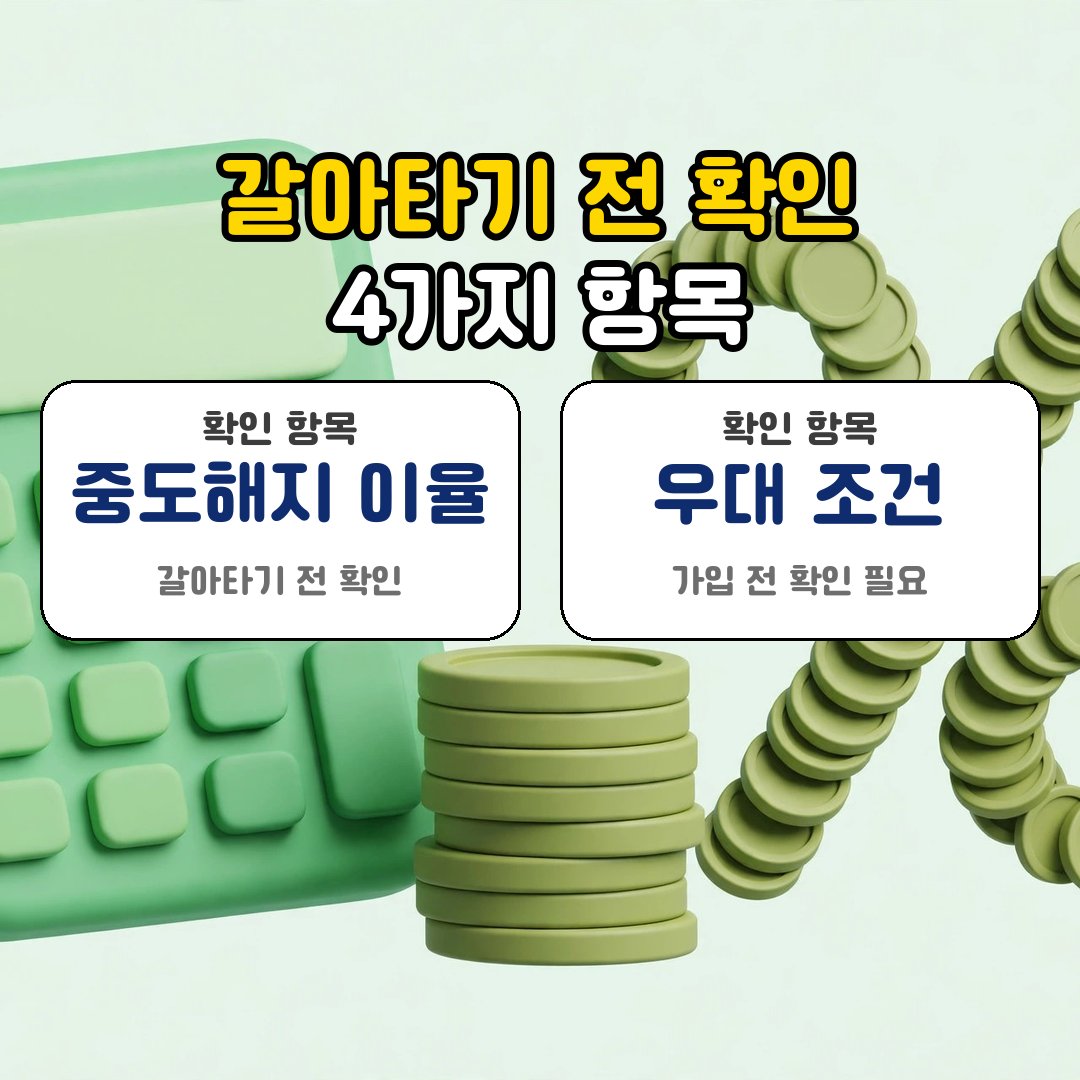 갈아타기 전 확인
4가지 항목
확인 항목
중도해지 이율
갈아타기 전 확인
확인 항목
우대 조건
가입 전 확인 필요